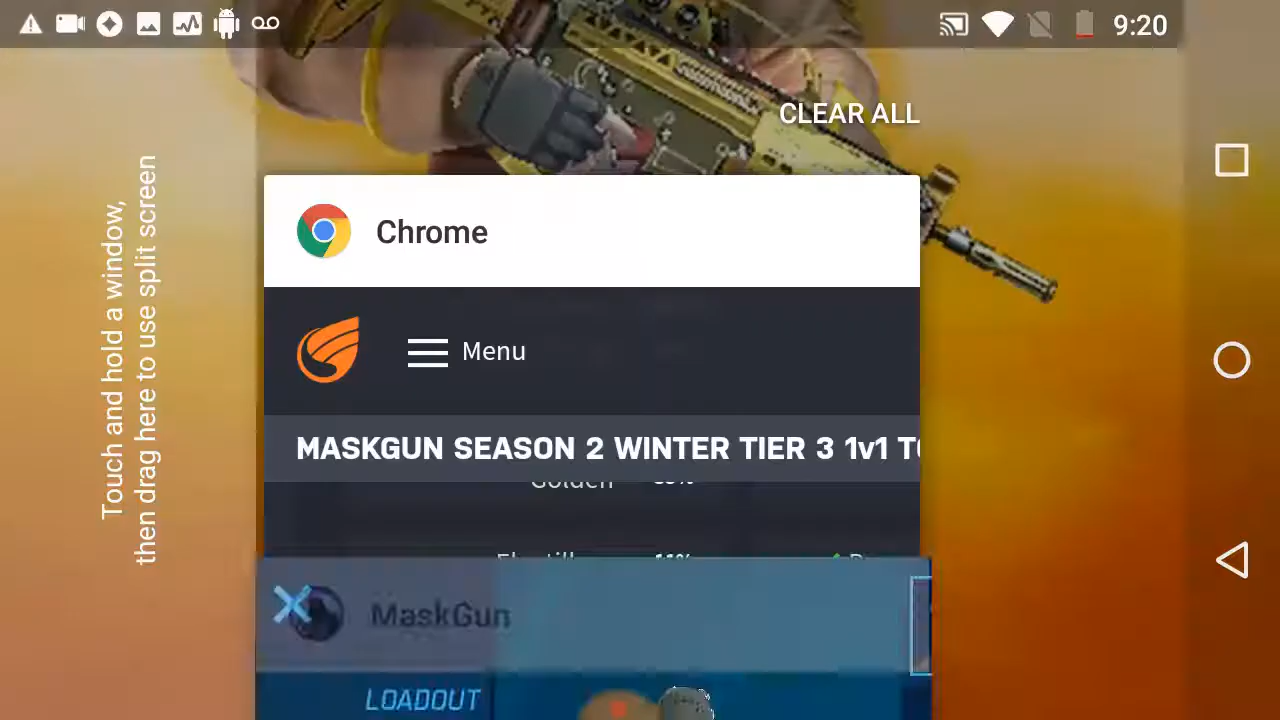 9:20
CLEAR ALL
Touch and hold a window,
then drag here to use split screen
Chrome
Menu
MASKGUN SEASON 2 WINTER TIER 3 1v1
Golden
MaskGun
LOADOUT